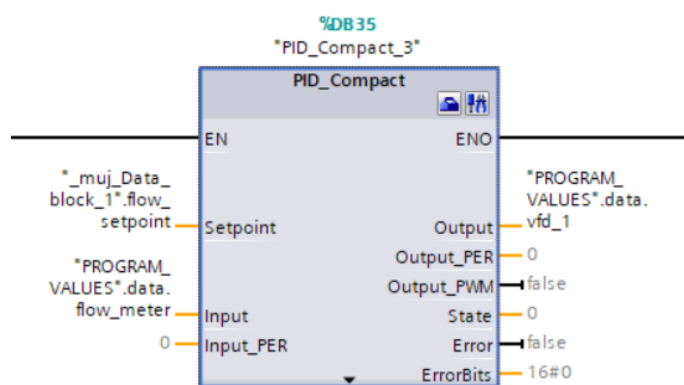 %DB35
"PID_Compact_3"
PID_Compact
EN
ENO
"_muj_Data_
block_1".flow_
setpoint
Setpoint
"PROGRAM_
VALUES".data.
vfd_1
Output
Output_PER
0
"PROGRAM_
VALUES".data.
flow_meter
Output_PWM
false
Input
State
0
0
Input_PER
Error
false
ErrorBits
16#0